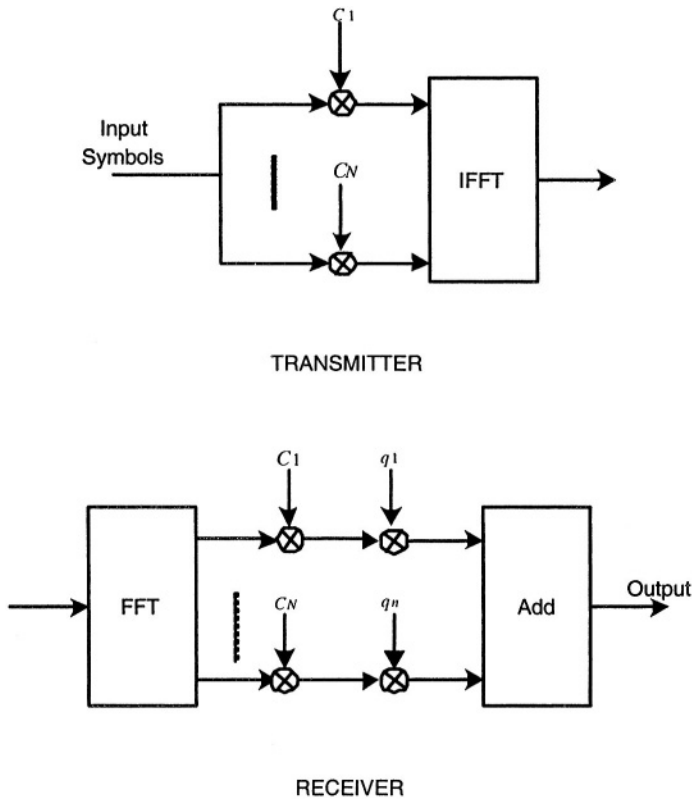 C1
Input
Symbols
CN
IFFT
TRANSMITTER
C1
q1
FFT
CN
qn
Add
Output
RECEIVER